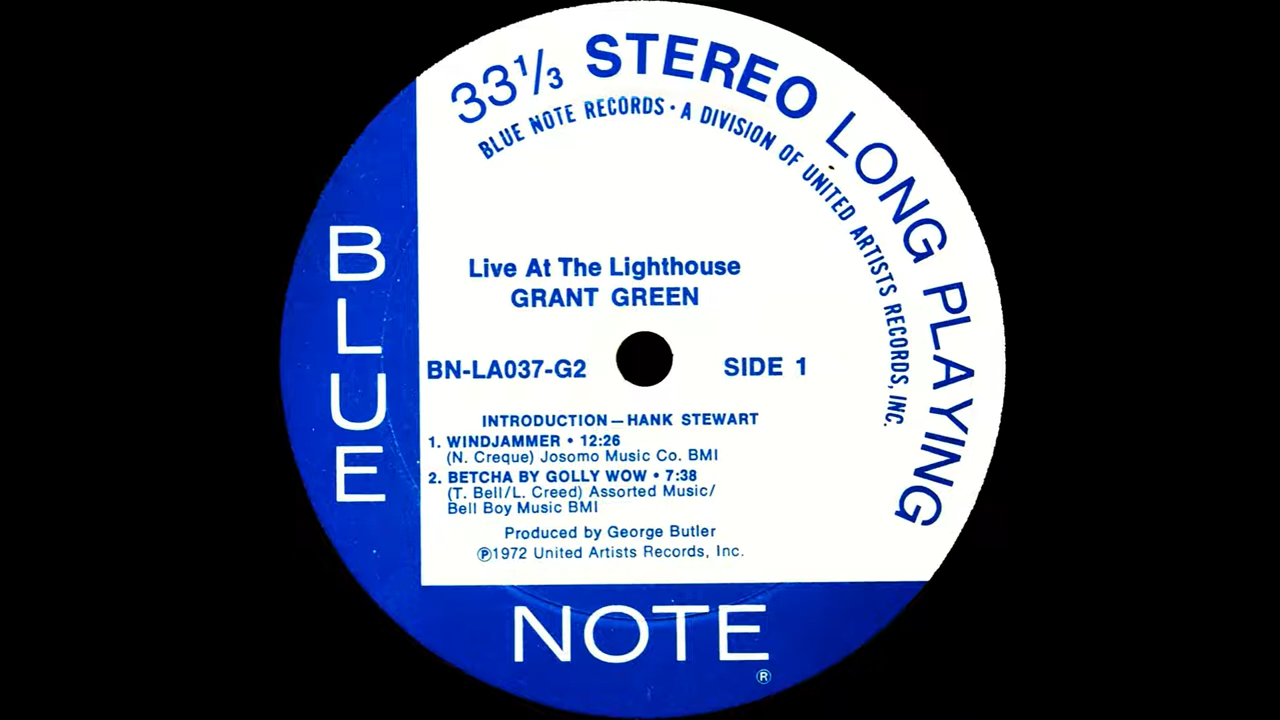 33⅓ STEREO LONG PLAYING
BLUE NOTE RECORDS • A DIVISION OF UNITED ARTISTS RECORDS, INC.
BLUE
Live At The Lighthouse
GRANT GREEN
BN-LA037-G2
SIDE 1
INTRODUCTION—HANK STEWART
1. WINDJAMMER • 12:26
(N. Creque) Josomo Music Co. BMI
2. BETCHA BY GOLLY WOW • 7:38
(T. Bell/L. Creed) Assorted Music/
Bell Boy Music BMI
Produced by George Butler
℗1972 United Artists Records, Inc.
NOTE
®